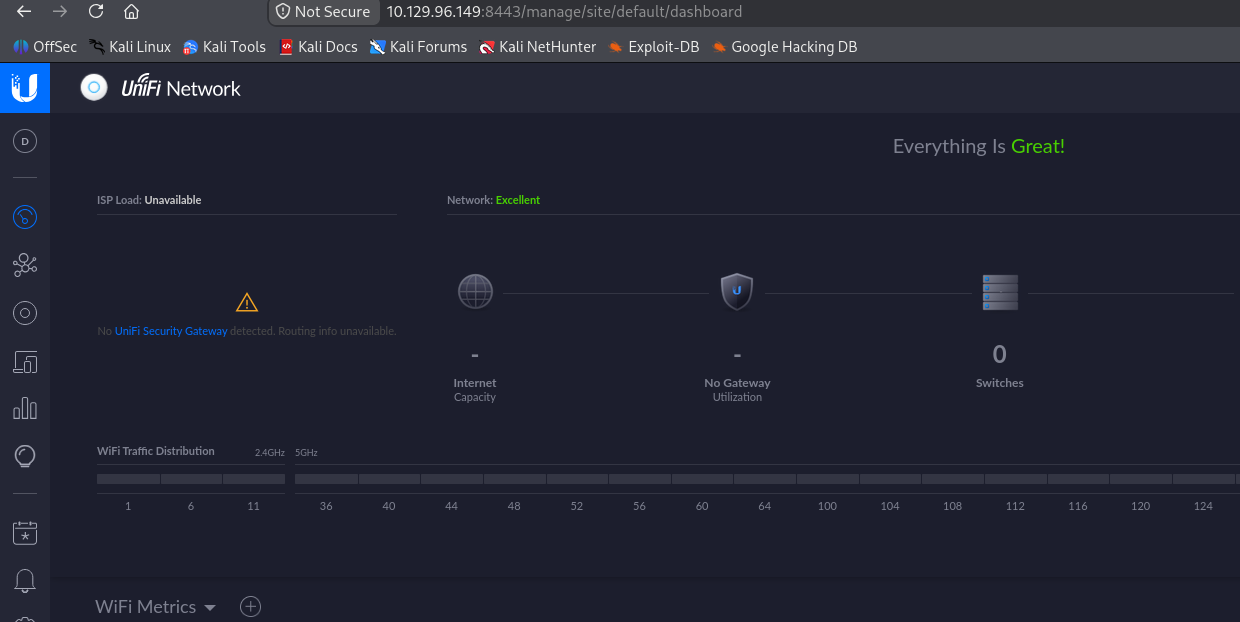 Not Secure 10.129.96.149:8443/manage/site/default/dashboard
OffSec Kali Linux Kali Tools Kali Docs Kali Forums Kali NetHunter Exploit-DB Google Hacking DB
UniFi Network
D
Everything Is Great!
ISP Load: Unavailable
Network: Excellent
No UniFi Security Gateway detected. Routing info unavailable.
- - 0
Internet No Gateway Switches
Capacity Utilization
WiFi Traffic Distribution 2.4GHz 5GHz
1 6 11 36 40 44 48 52 56 60 64 100 104 108 112 116 120 124
WiFi Metrics